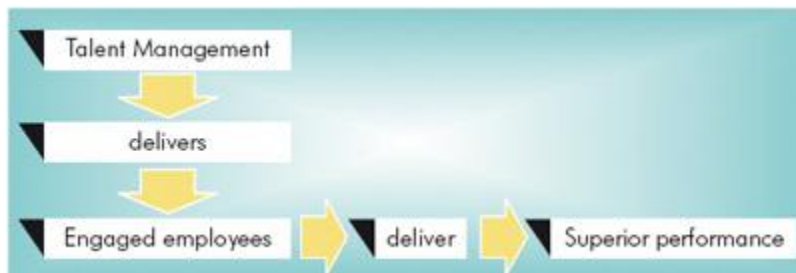 Talent Management
delivers
Engaged employees
deliver
Superior performance